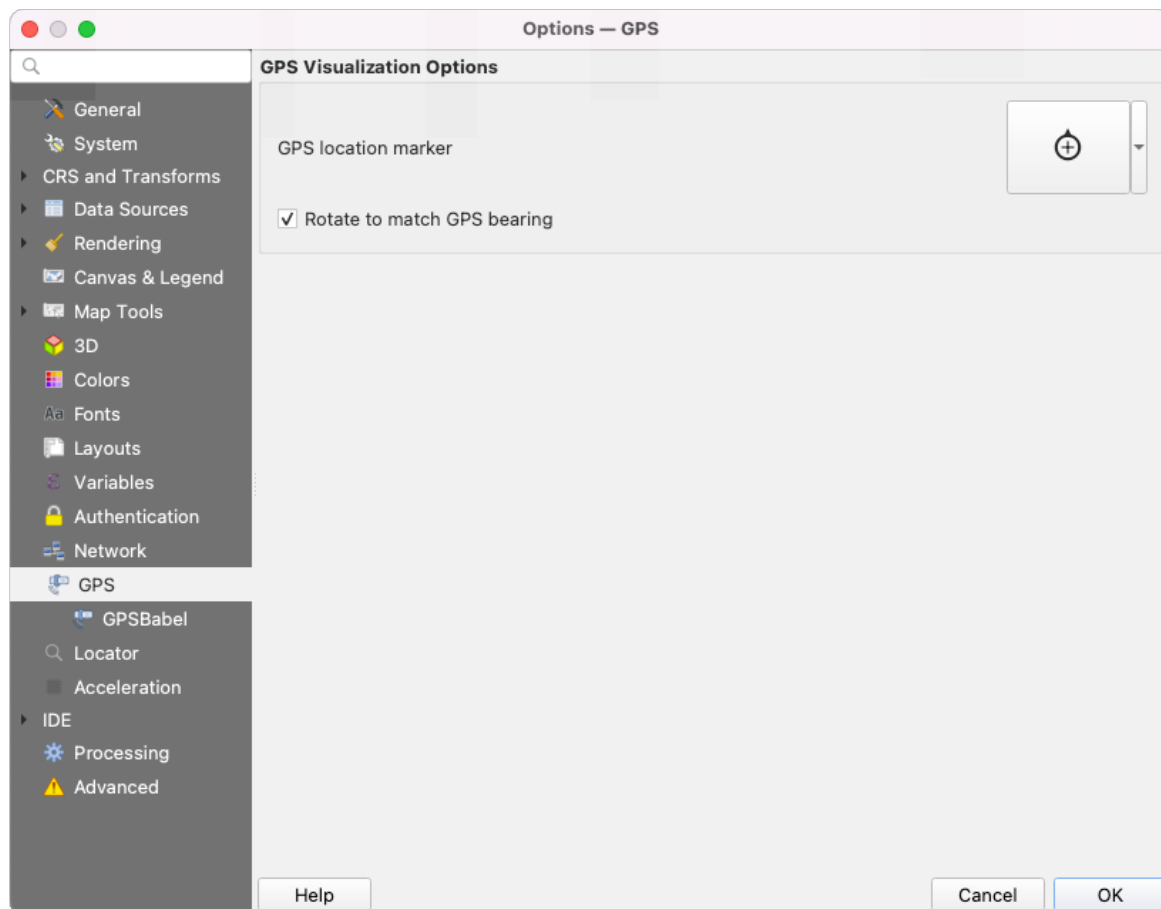 Options — GPS
GPS Visualization Options
General
System
CRS and Transforms
Data Sources
Rendering
Canvas & Legend
Map Tools
3D
Colors
Aa Fonts
Layouts
ε Variables
Authentication
Network
GPS
GPSBabel
Locator
Acceleration
IDE
Processing
Advanced
GPS location marker
Rotate to match GPS bearing
Help
Cancel
OK